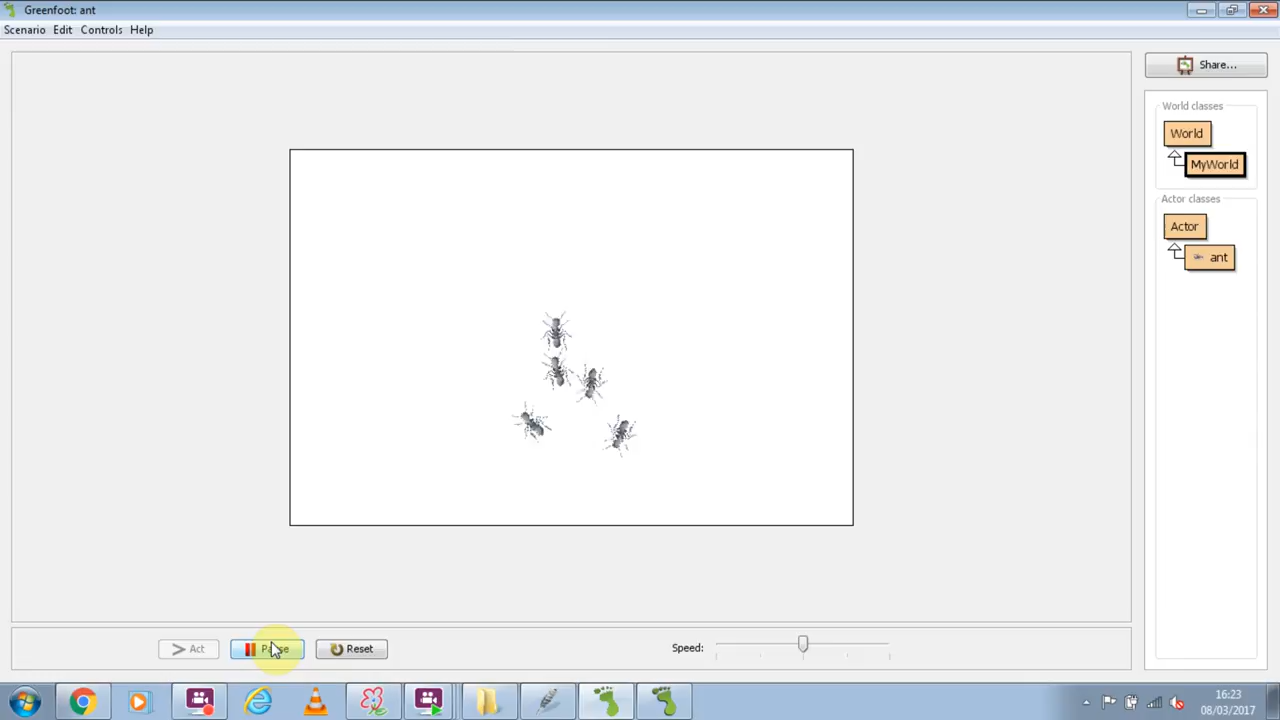 Greenfoot: ant
Scenario Edit Controls Help
Share...
World classes
World
MyWorld
Actor classes
Actor
ant
Act
Pause
Reset
Speed:
16:23
08/03/2017